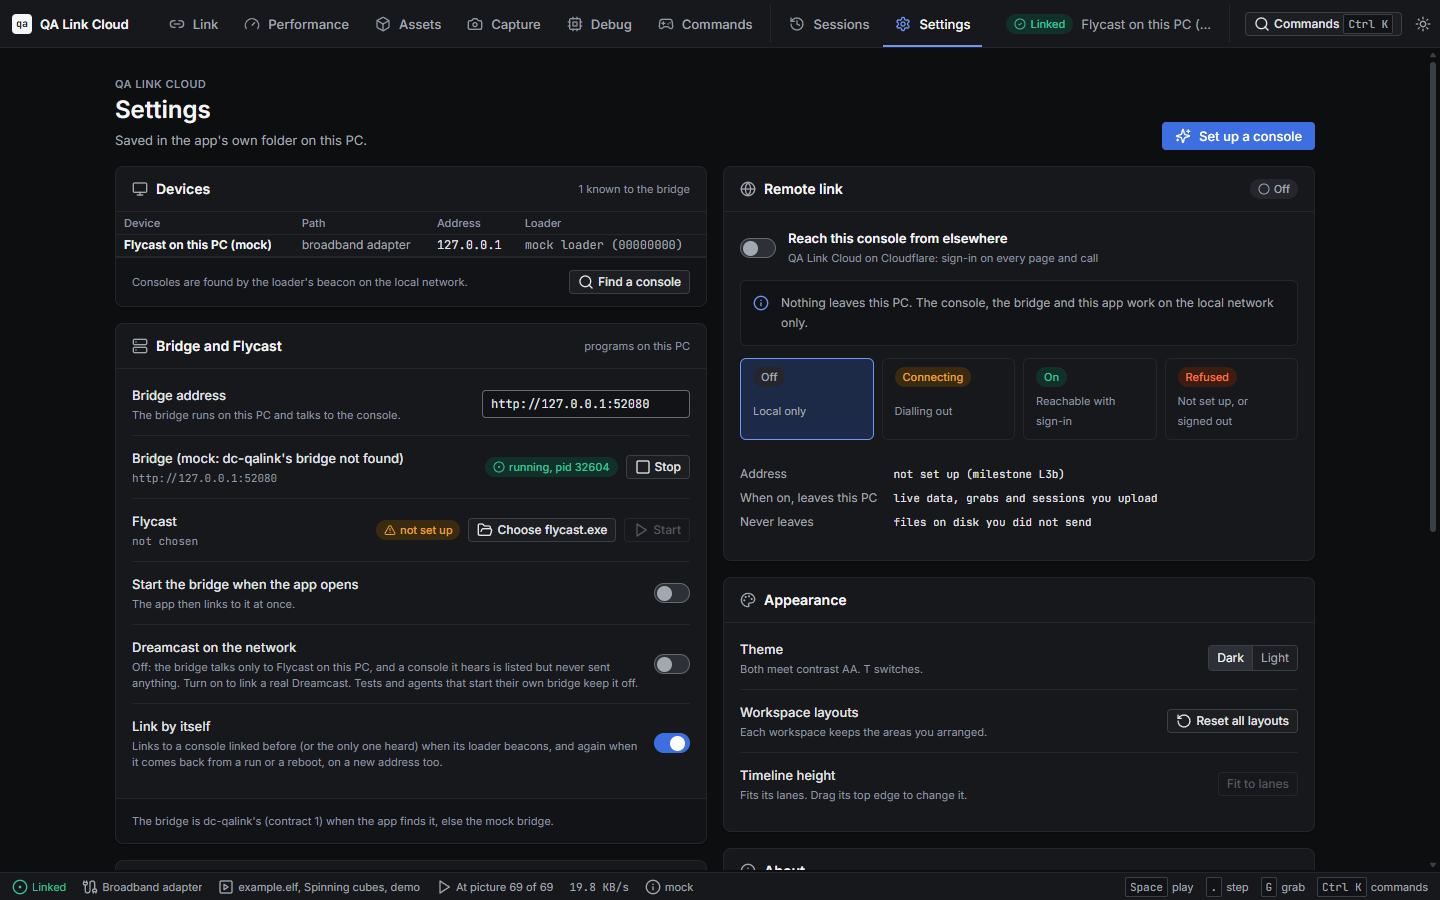 qa QA Link Cloud Link Performance Assets Capture Debug Commands Sessions Settings Linked Flycast on this PC (... Commands Ctrl K
QA LINK CLOUD
Settings
Saved in the app's own folder on this PC.
Set up a console
Devices 1 known to the bridge
Device Path Address Loader
Flycast on this PC (mock) broadband adapter 127.0.0.1 mock loader (00000000)
Consoles are found by the loader's beacon on the local network. Find a console
Bridge and Flycast programs on this PC
Bridge address
The bridge runs on this PC and talks to the console.
http://127.0.0.1:52080
Bridge (mock: dc-qalink's bridge not found)
http://127.0.0.1:52080
running, pid 32604 Stop
Flycast
not chosen
not set up Choose flycast.exe Start
Start the bridge when the app opens
The app then links to it at once.
Dreamcast on the network
Off: the bridge talks only to Flycast on this PC, and a console it hears is listed but never sent
anything. Turn on to link a real Dreamcast. Tests and agents that start their own bridge keep it off.
Link by itself
Links to a console linked before (or the only one heard) when its loader beacons, and again when
it comes back from a run or a reboot, on a new address too.
The bridge is dc-qalink's (contract 1) when the app finds it, else the mock bridge.
Remote link Off
Reach this console from elsewhere
QA Link Cloud on Cloudflare: sign-in on every page and call
Nothing leaves this PC. The console, the bridge and this app work on the local network
only.
Off
Local only
Connecting
Dialling out
On
Reachable with
sign-in
Refused
Not set up, or
signed out
Address not set up (milestone L3b)
When on, leaves this PC live data, grabs and sessions you upload
Never leaves files on disk you did not send
Appearance
Theme
Both meet contrast AA. T switches.
Dark Light
Workspace layouts
Each workspace keeps the areas you arranged.
Reset all layouts
Timeline height
Fits its lanes. Drag its top edge to change it.
Fit to lanes
About
Linked Broadband adapter example.elf, Spinning cubes, demo At picture 69 of 69 19.8 KB/s mock Space play . step G grab Ctrl K commands